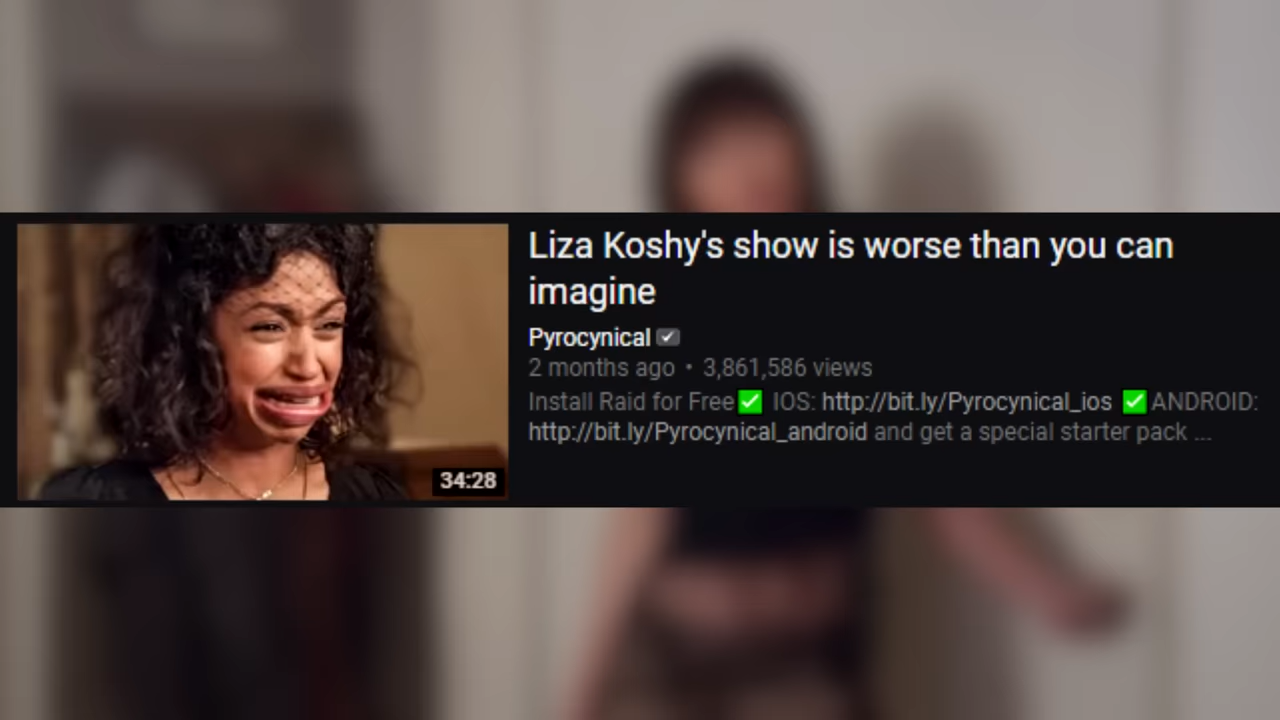 Liza Koshy's show is worse than you can
imagine
Pyrocynical
2 months ago • 3,861,586 views
Install Raid for Free✅ IOS: http://bit.ly/Pyrocynical_ios ✅ANDROID:
http://bit.ly/Pyrocynical_android and get a special starter pack ...
34:28